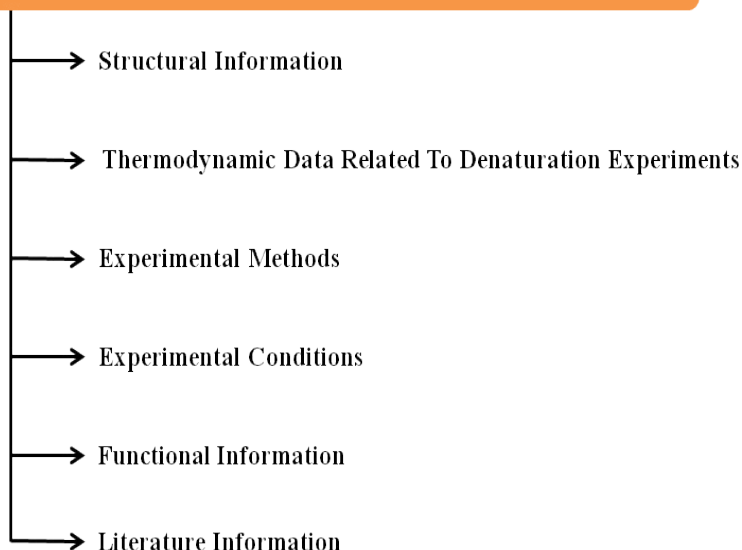 Structural Information
Thermodynamic Data Related To Denaturation Experiments
Experimental Methods
Experimental Conditions
Functional Information
Literature Information